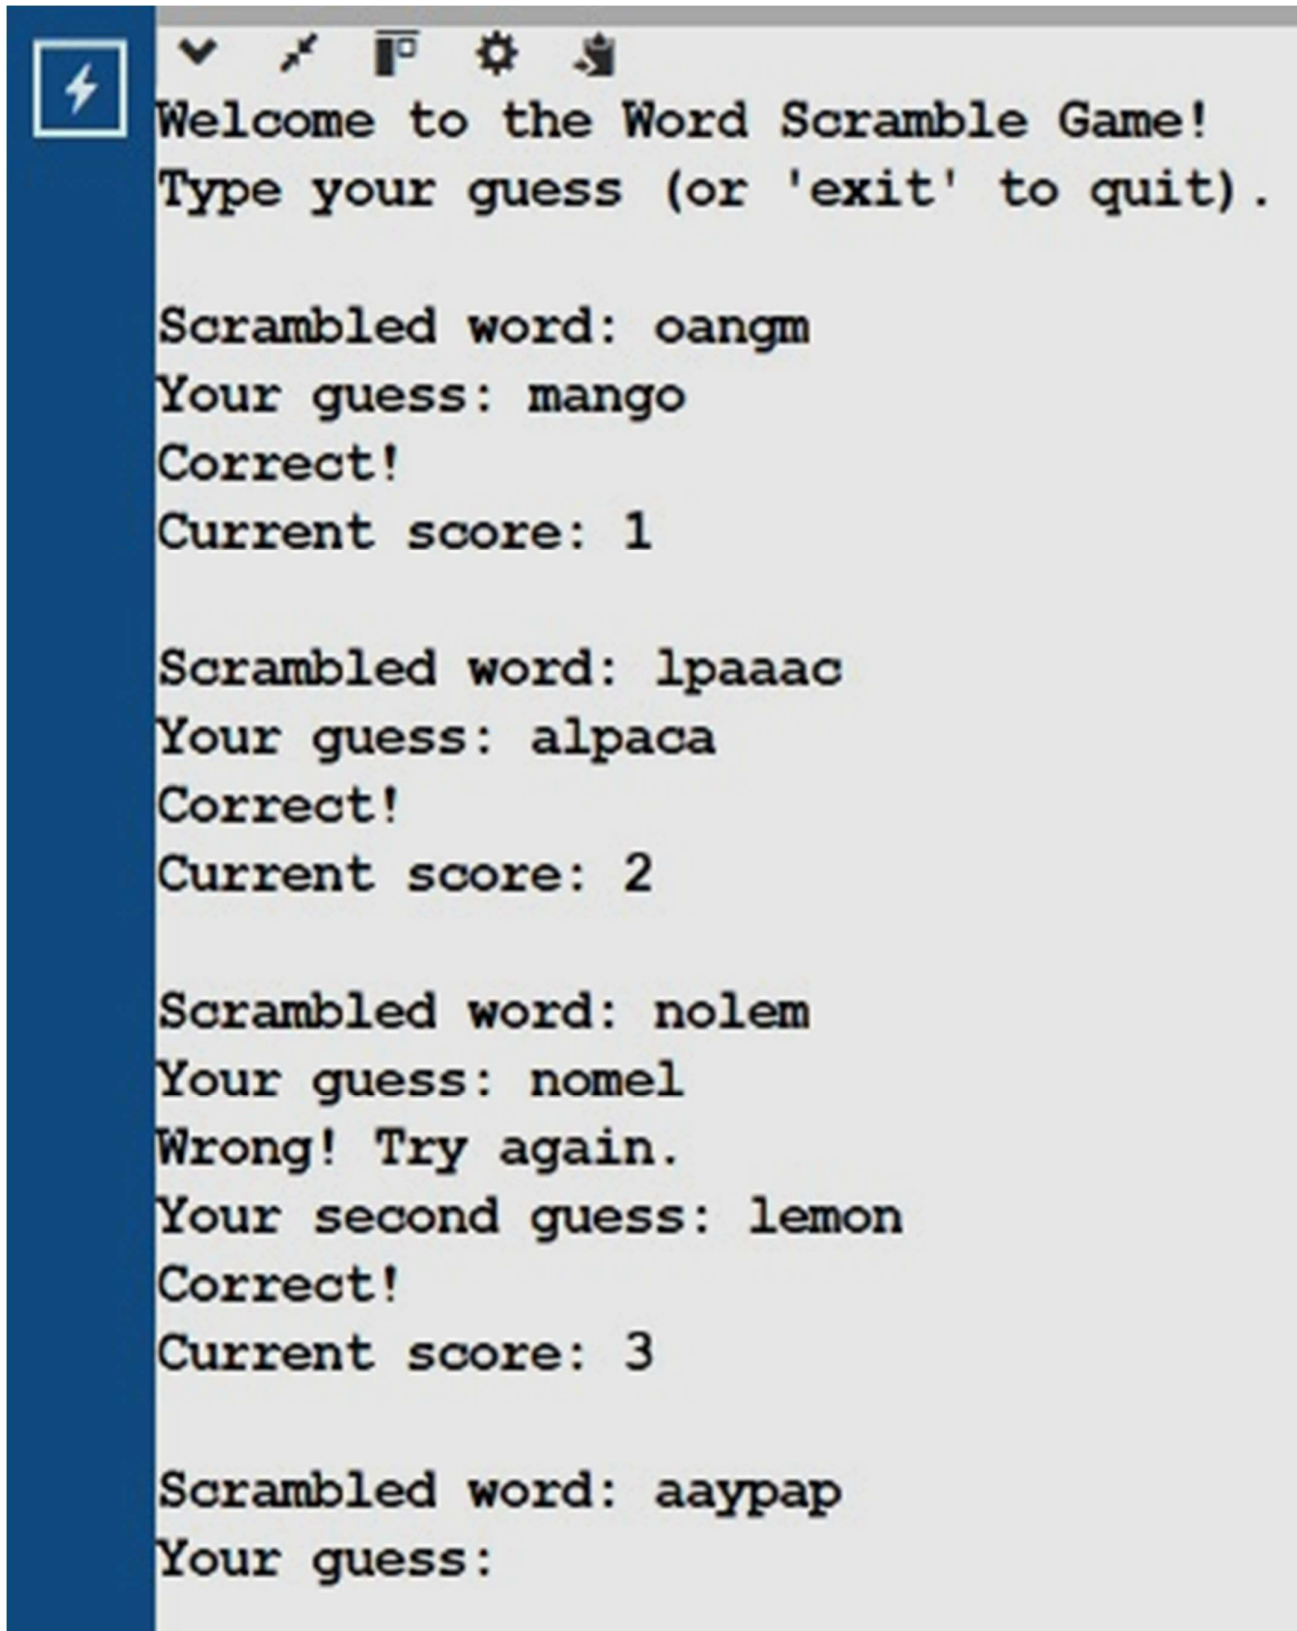 Welcome to the Word Scramble Game!
Type your guess (or 'exit' to quit).
Scrambled word: oangm
Your guess: mango
Correct!
Current score: 1
Scrambled word: lpaaac
Your guess: alpaca
Correct!
Current score: 2
Scrambled word: nolem
Your guess: nomel
Wrong! Try again.
Your second guess: lemon
Correct!
Current score: 3
Scrambled word: aaypap
Your guess: